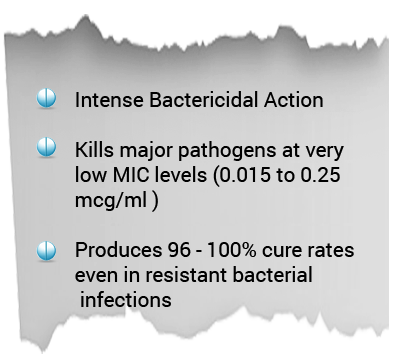 Intense Bactericidal Action
Kills major pathogens at very
low MIC levels (0.015 to 0.25
mcg/ml )
Produces 96 - 100% cure rates
even in resistant bacterial
infections